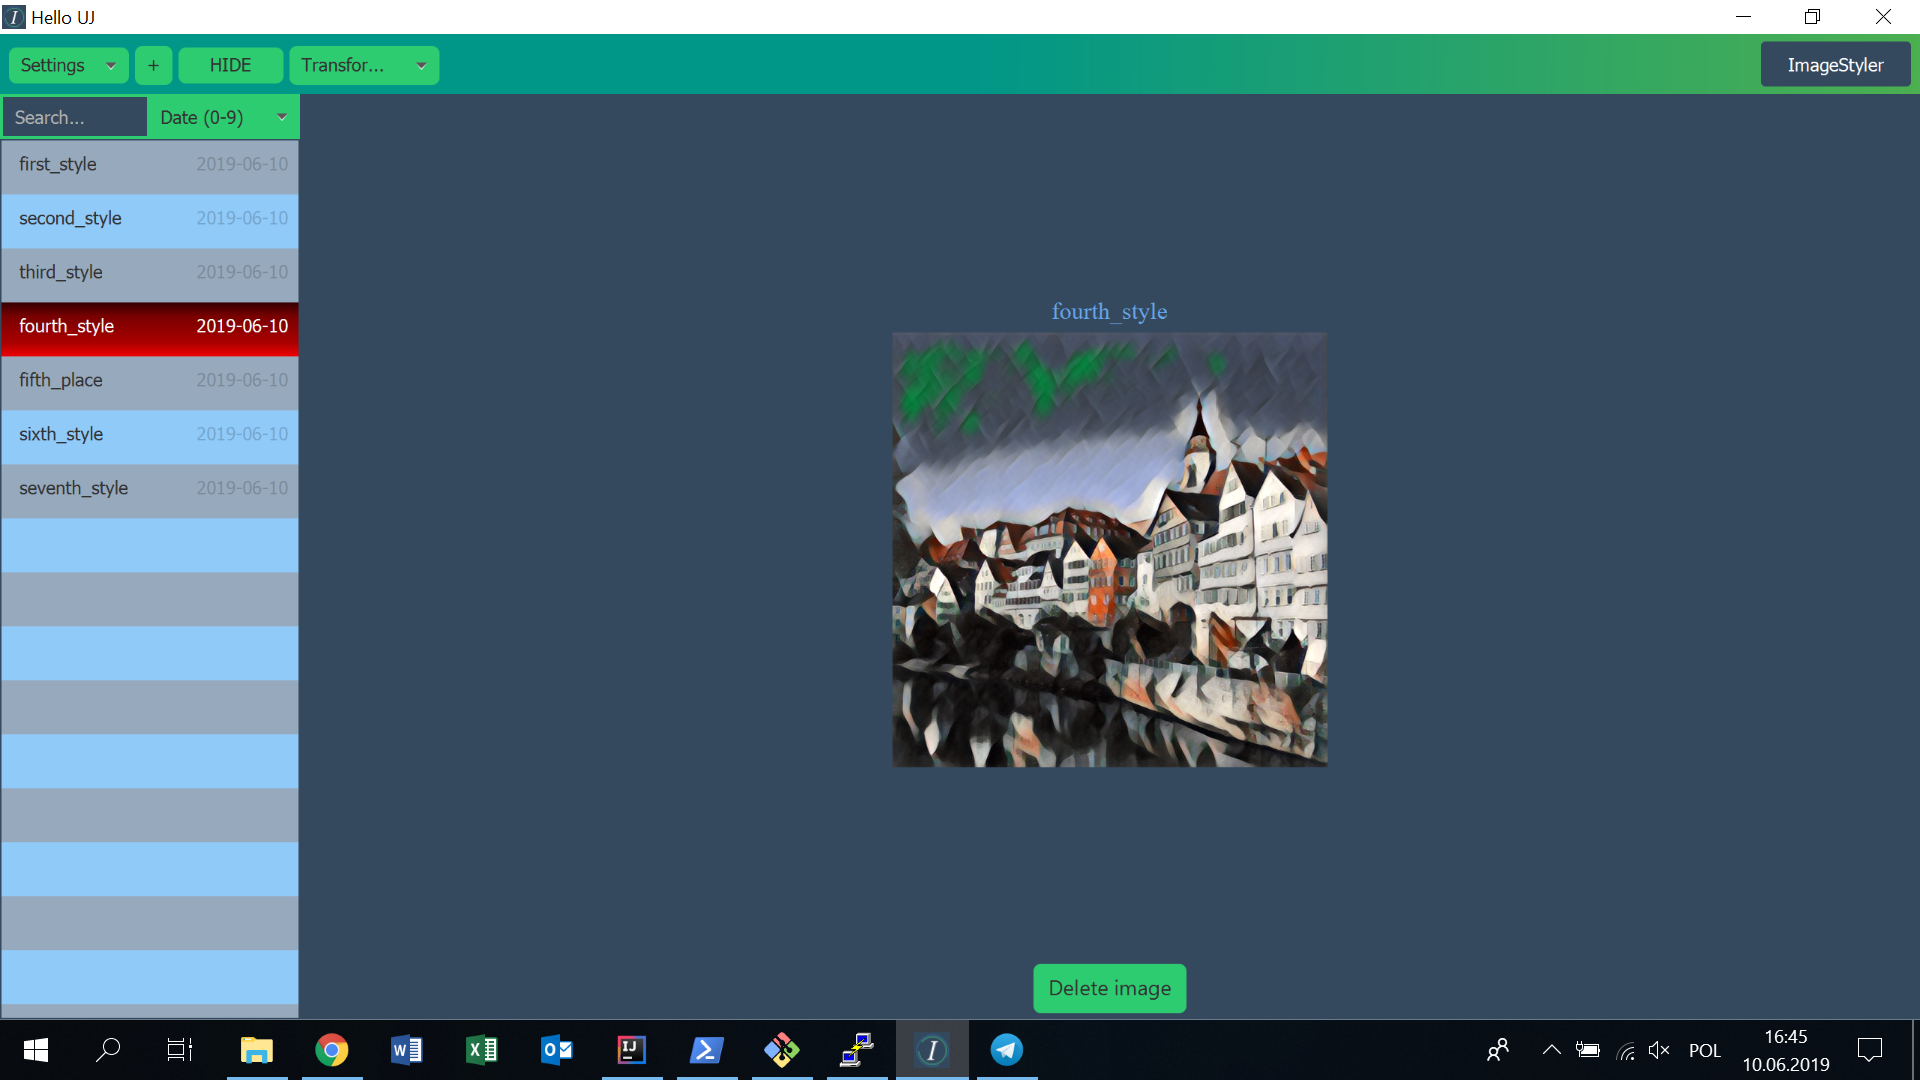 Hello UJ
Settings + HIDE Transfor... ImageStyler
Search... Date (0-9)
first_style 2019-06-10
second_style 2019-06-10
third_style 2019-06-10
fourth_style 2019-06-10
fifth_place 2019-06-10
sixth_style 2019-06-10
seventh_style 2019-06-10
fourth_style
Delete image
POL
16:45
10.06.2019